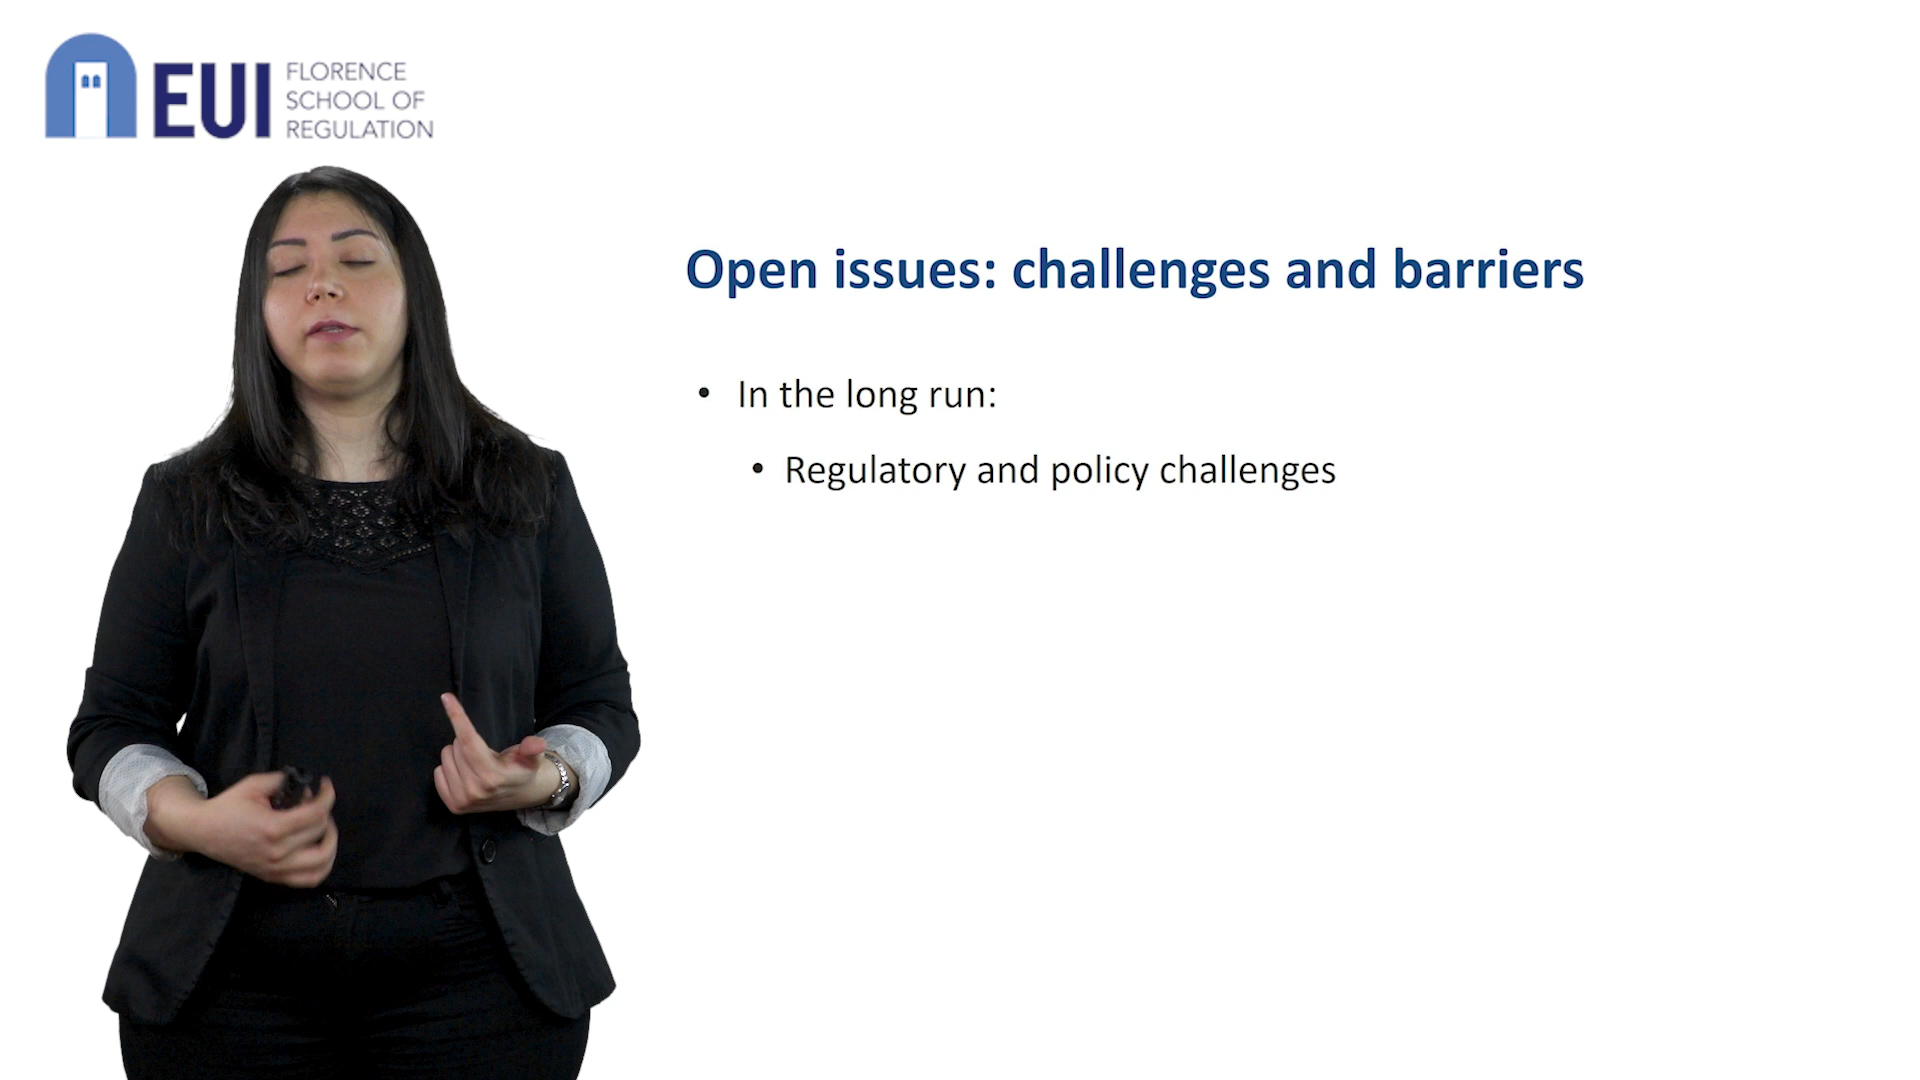 EUI
FLORENCE
SCHOOL OF
REGULATION
Open issues: challenges and barriers
• In the long run:
• Regulatory and policy challenges